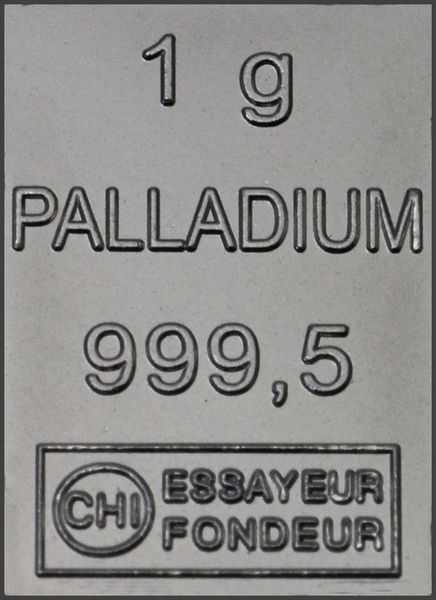 1 g
PALLADIUM
999,5
CHI ESSAYEUR
FONDEUR